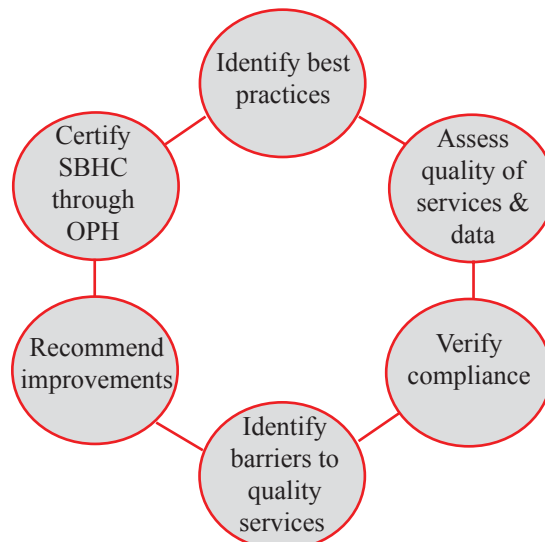 Identify best
practices
Assess
quality of
services &
data
Verify
compliance
Identify
barriers to
quality
services
Recommend
improvements
Certify
SBHC
through
OPH